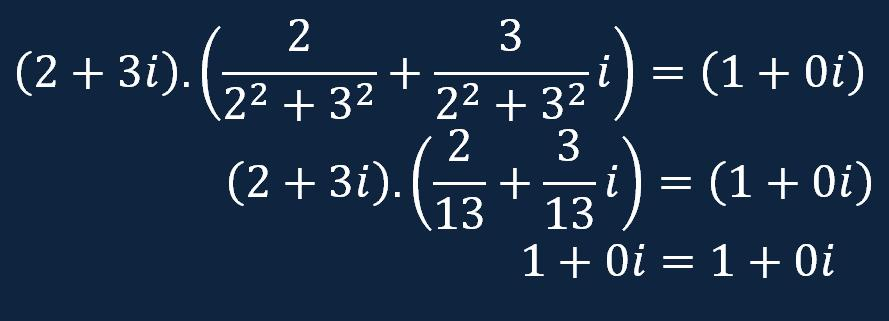 (2 + 3i).(2/(2² + 3²) + 3/(2² + 3²) i) = (1 + 0i)
(2 + 3i).(2/13 + 3/13 i) = (1 + 0i)
1 + 0i = 1 + 0i